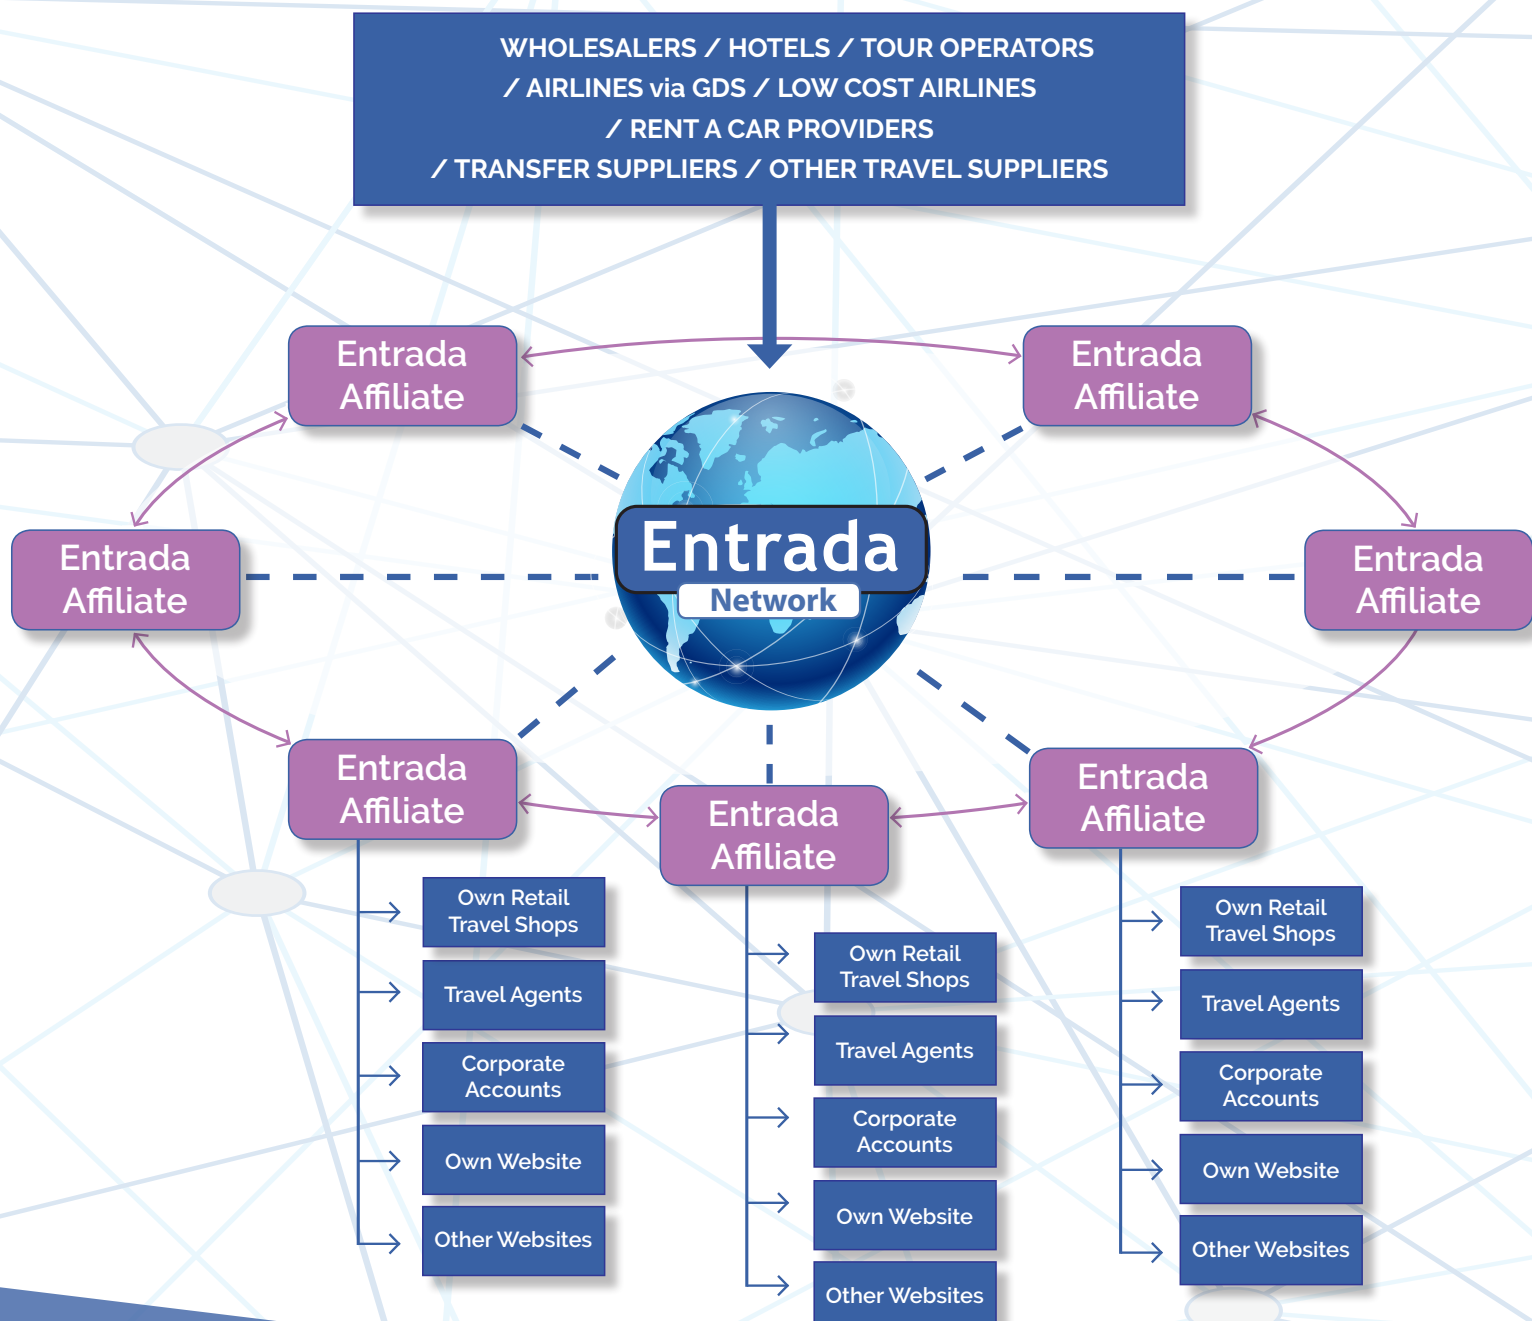 WHOLESALERS / HOTELS / TOUR OPERATORS
/ AIRLINES via GDS / LOW COST AIRLINES
/ RENT A CAR PROVIDERS
/ TRANSFER SUPPLIERS / OTHER TRAVEL SUPPLIERS
Entrada
Affiliate
Entrada
Affiliate
Entrada
Affiliate
Entrada
Network
Entrada
Affiliate
Entrada
Affiliate
Entrada
Affiliate
Entrada
Affiliate
Own Retail
Travel Shops
Travel Agents
Corporate
Accounts
Own Website
Other Websites
Own Retail
Travel Shops
Travel Agents
Corporate
Accounts
Own Website
Other Websites
Own Retail
Travel Shops
Travel Agents
Corporate
Accounts
Own Website
Other Websites